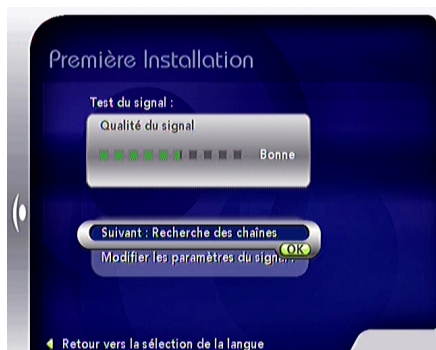 Première Installation
Test du signal :
Qualité du signal
Bonne
Suivant : Recherche des chaînes
OK
Modifier les paramètres du signal
Retour vers la sélection de la langue